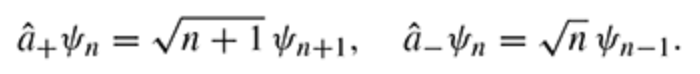 â₊ψₙ = √(n + 1) ψₙ₊₁, â₋ψₙ = √n ψₙ₋₁.